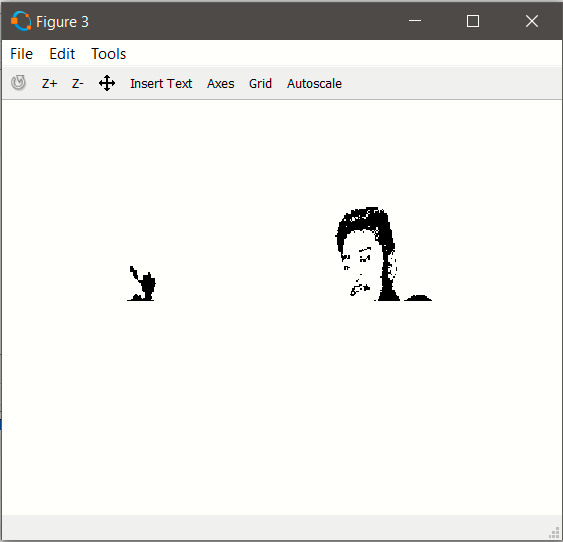 Figure 3
File Edit Tools
Z+ Z- Insert Text Axes Grid Autoscale